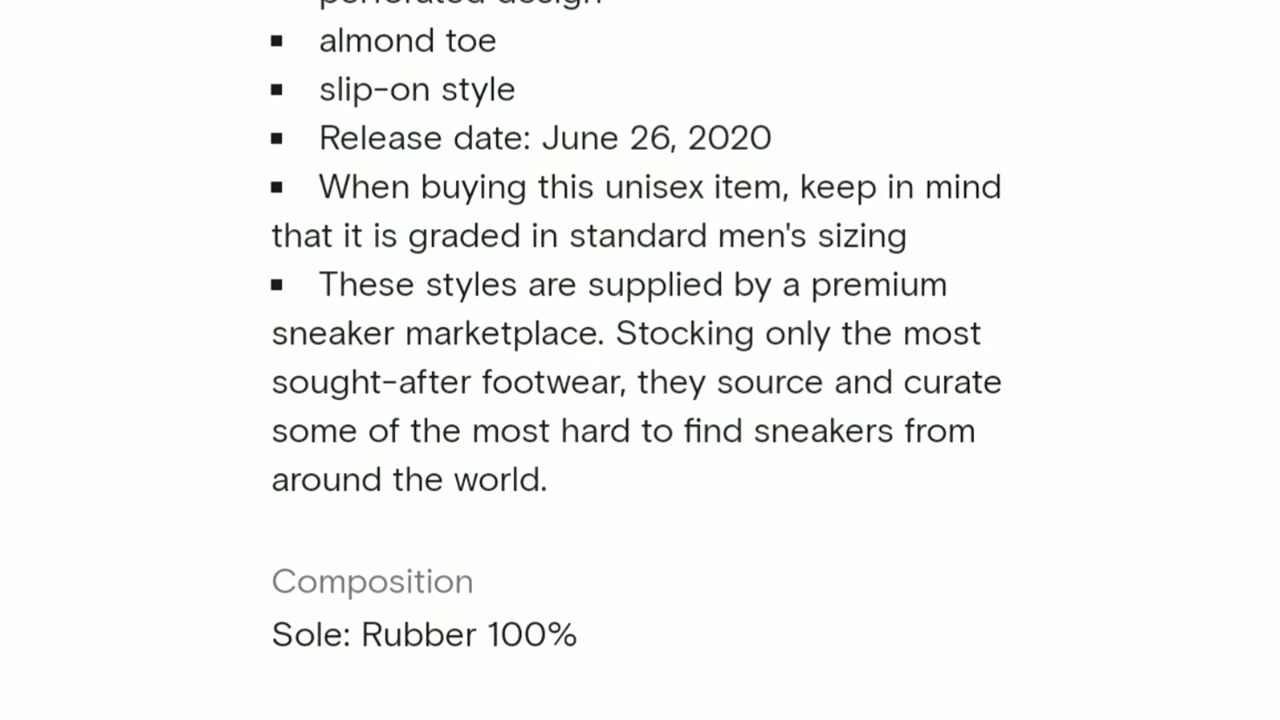 perforated design
▪ almond toe
▪ slip-on style
▪ Release date: June 26, 2020
▪ When buying this unisex item, keep in mind
that it is graded in standard men's sizing
▪ These styles are supplied by a premium
sneaker marketplace. Stocking only the most
sought-after footwear, they source and curate
some of the most hard to find sneakers from
around the world.
Composition
Sole: Rubber 100%